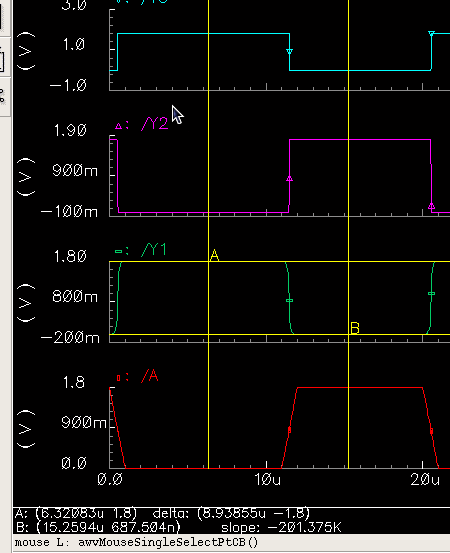 3.0
(V)
1.0
-1.0
/Y2
1.90
(V)
900m
-100m
/Y1
1.80
A
(V)
800m
B
-200m
: /A
1.8
(V)
900m
0.0
0.0 10u 20u
A: (6.32083u 1.8) delta: (8.93855u -1.8)
B: (15.2594u 687.504n) slope: -201.375K
mouse L: awvMouseSingleSelectPtCB()